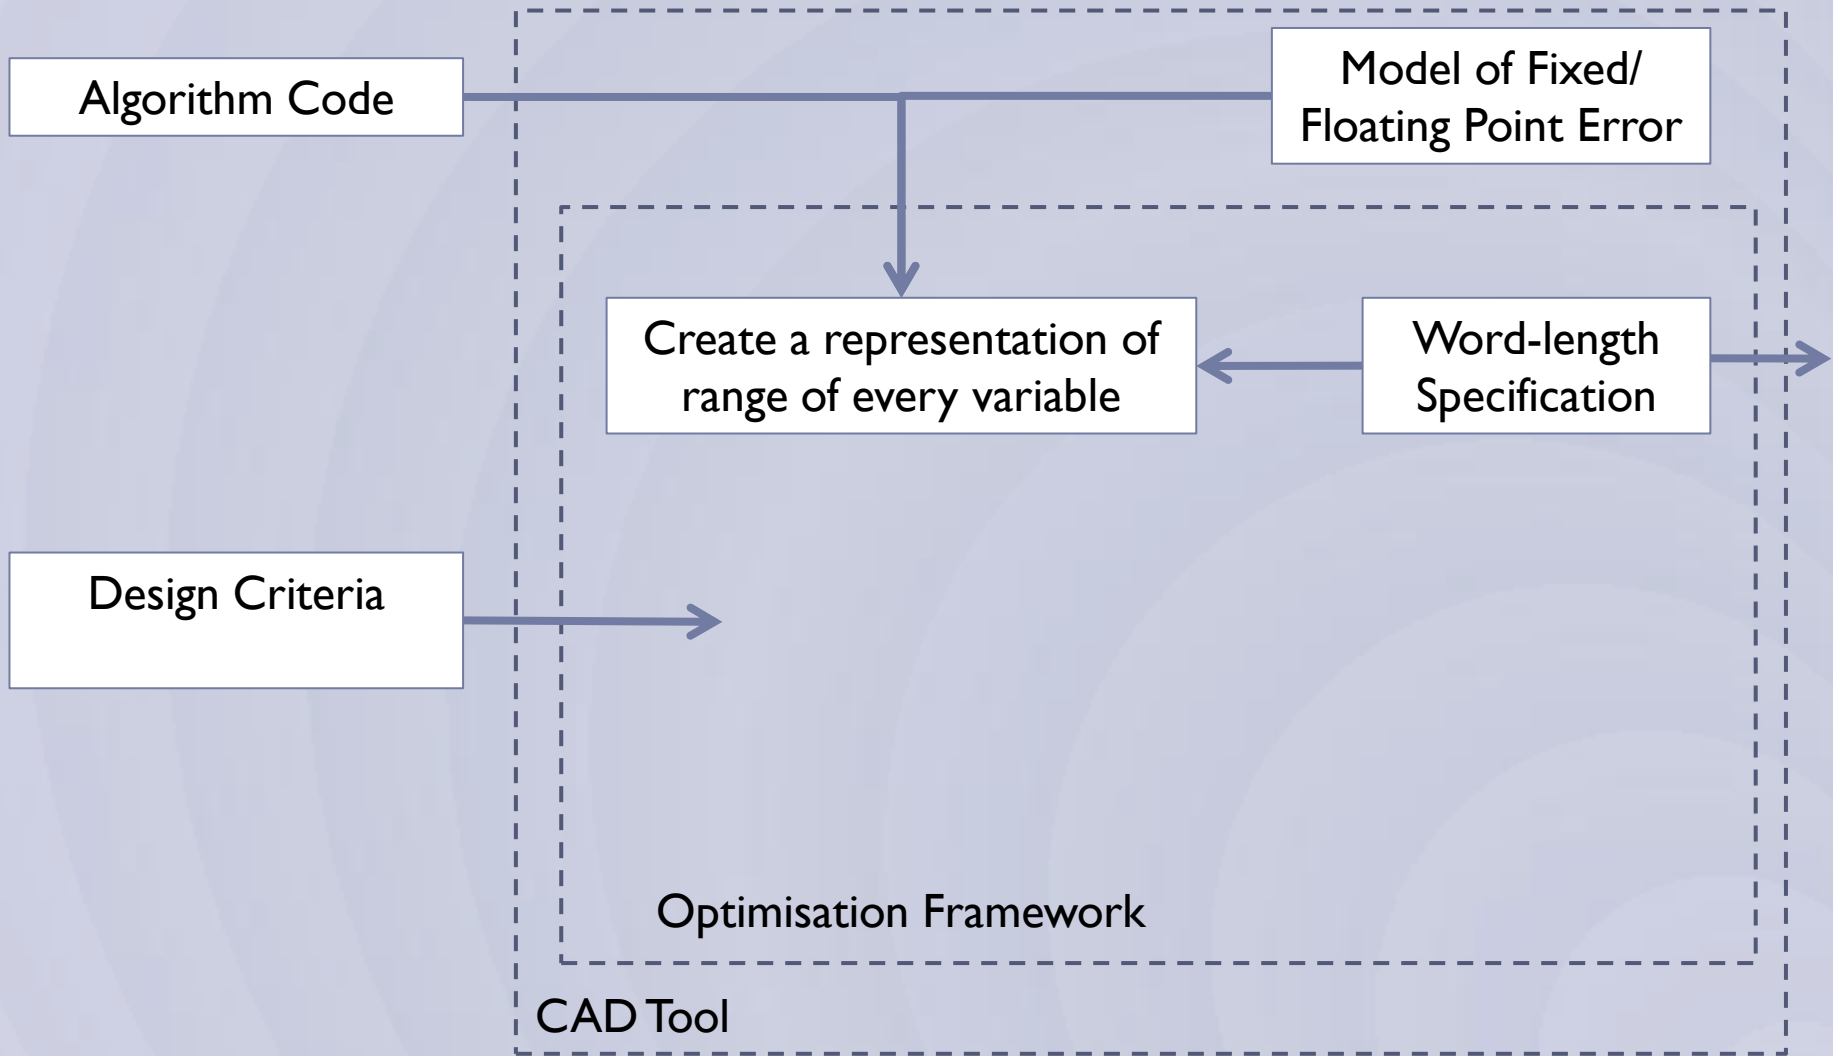 Algorithm Code
Model of Fixed/
Floating Point Error
Create a representation of
range of every variable
Word-length
Specification
Design Criteria
Optimisation Framework
CAD Tool